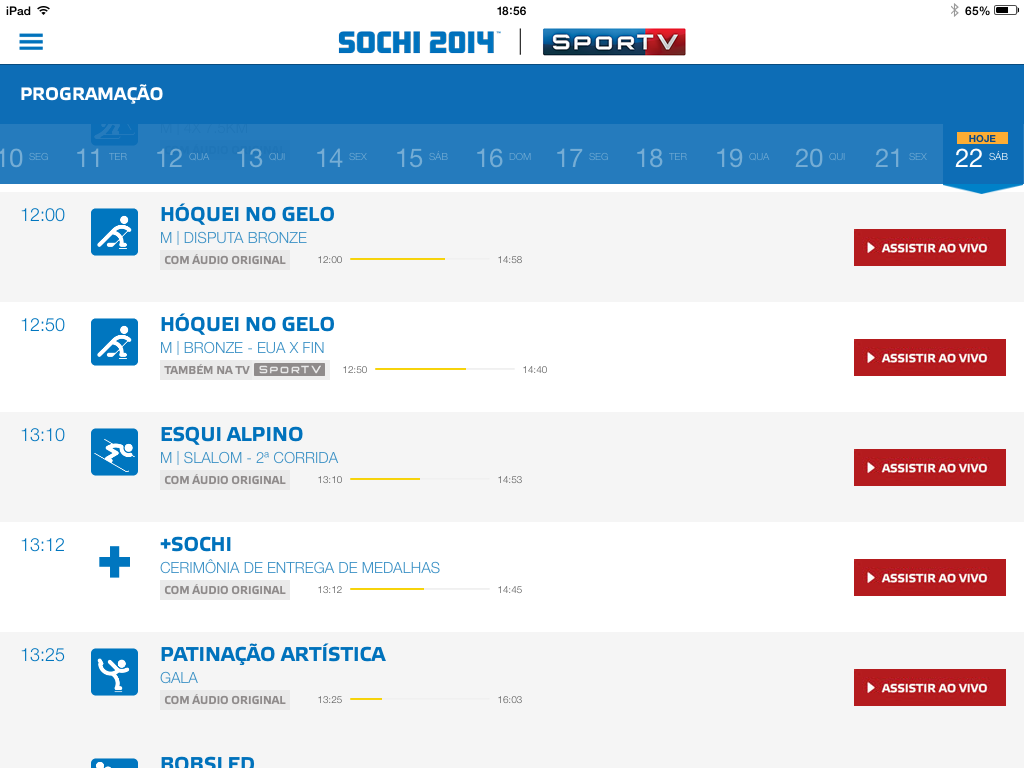 iPad 18:56 65%
SOCHI 2014 | SPORTV
PROGRAMAÇÃO
HOJE
10 SEG 11 TER 12 QUA 13 QUI 14 SEX 15 SÁB 16 DOM 17 SEG 18 TER 19 QUA 20 QUI 21 SEX 22 SÁB
12:00 HÓQUEI NO GELO
M | DISPUTA BRONZE
ASSISTIR AO VIVO
COM ÁUDIO ORIGINAL 12:00 14:58
12:50 HÓQUEI NO GELO
M | BRONZE - EUA X FIN
ASSISTIR AO VIVO
TAMBÉM NA TV SPORTV 12:50 14:40
13:10 ESQUI ALPINO
M | SLALOM - 2ª CORRIDA
ASSISTIR AO VIVO
COM ÁUDIO ORIGINAL 13:10 14:53
13:12 +SOCHI
CERIMÔNIA DE ENTREGA DE MEDALHAS
ASSISTIR AO VIVO
COM ÁUDIO ORIGINAL 13:12 14:45
13:25 PATINAÇÃO ARTÍSTICA
GALA
ASSISTIR AO VIVO
COM ÁUDIO ORIGINAL 13:25 16:03
BOBSLED